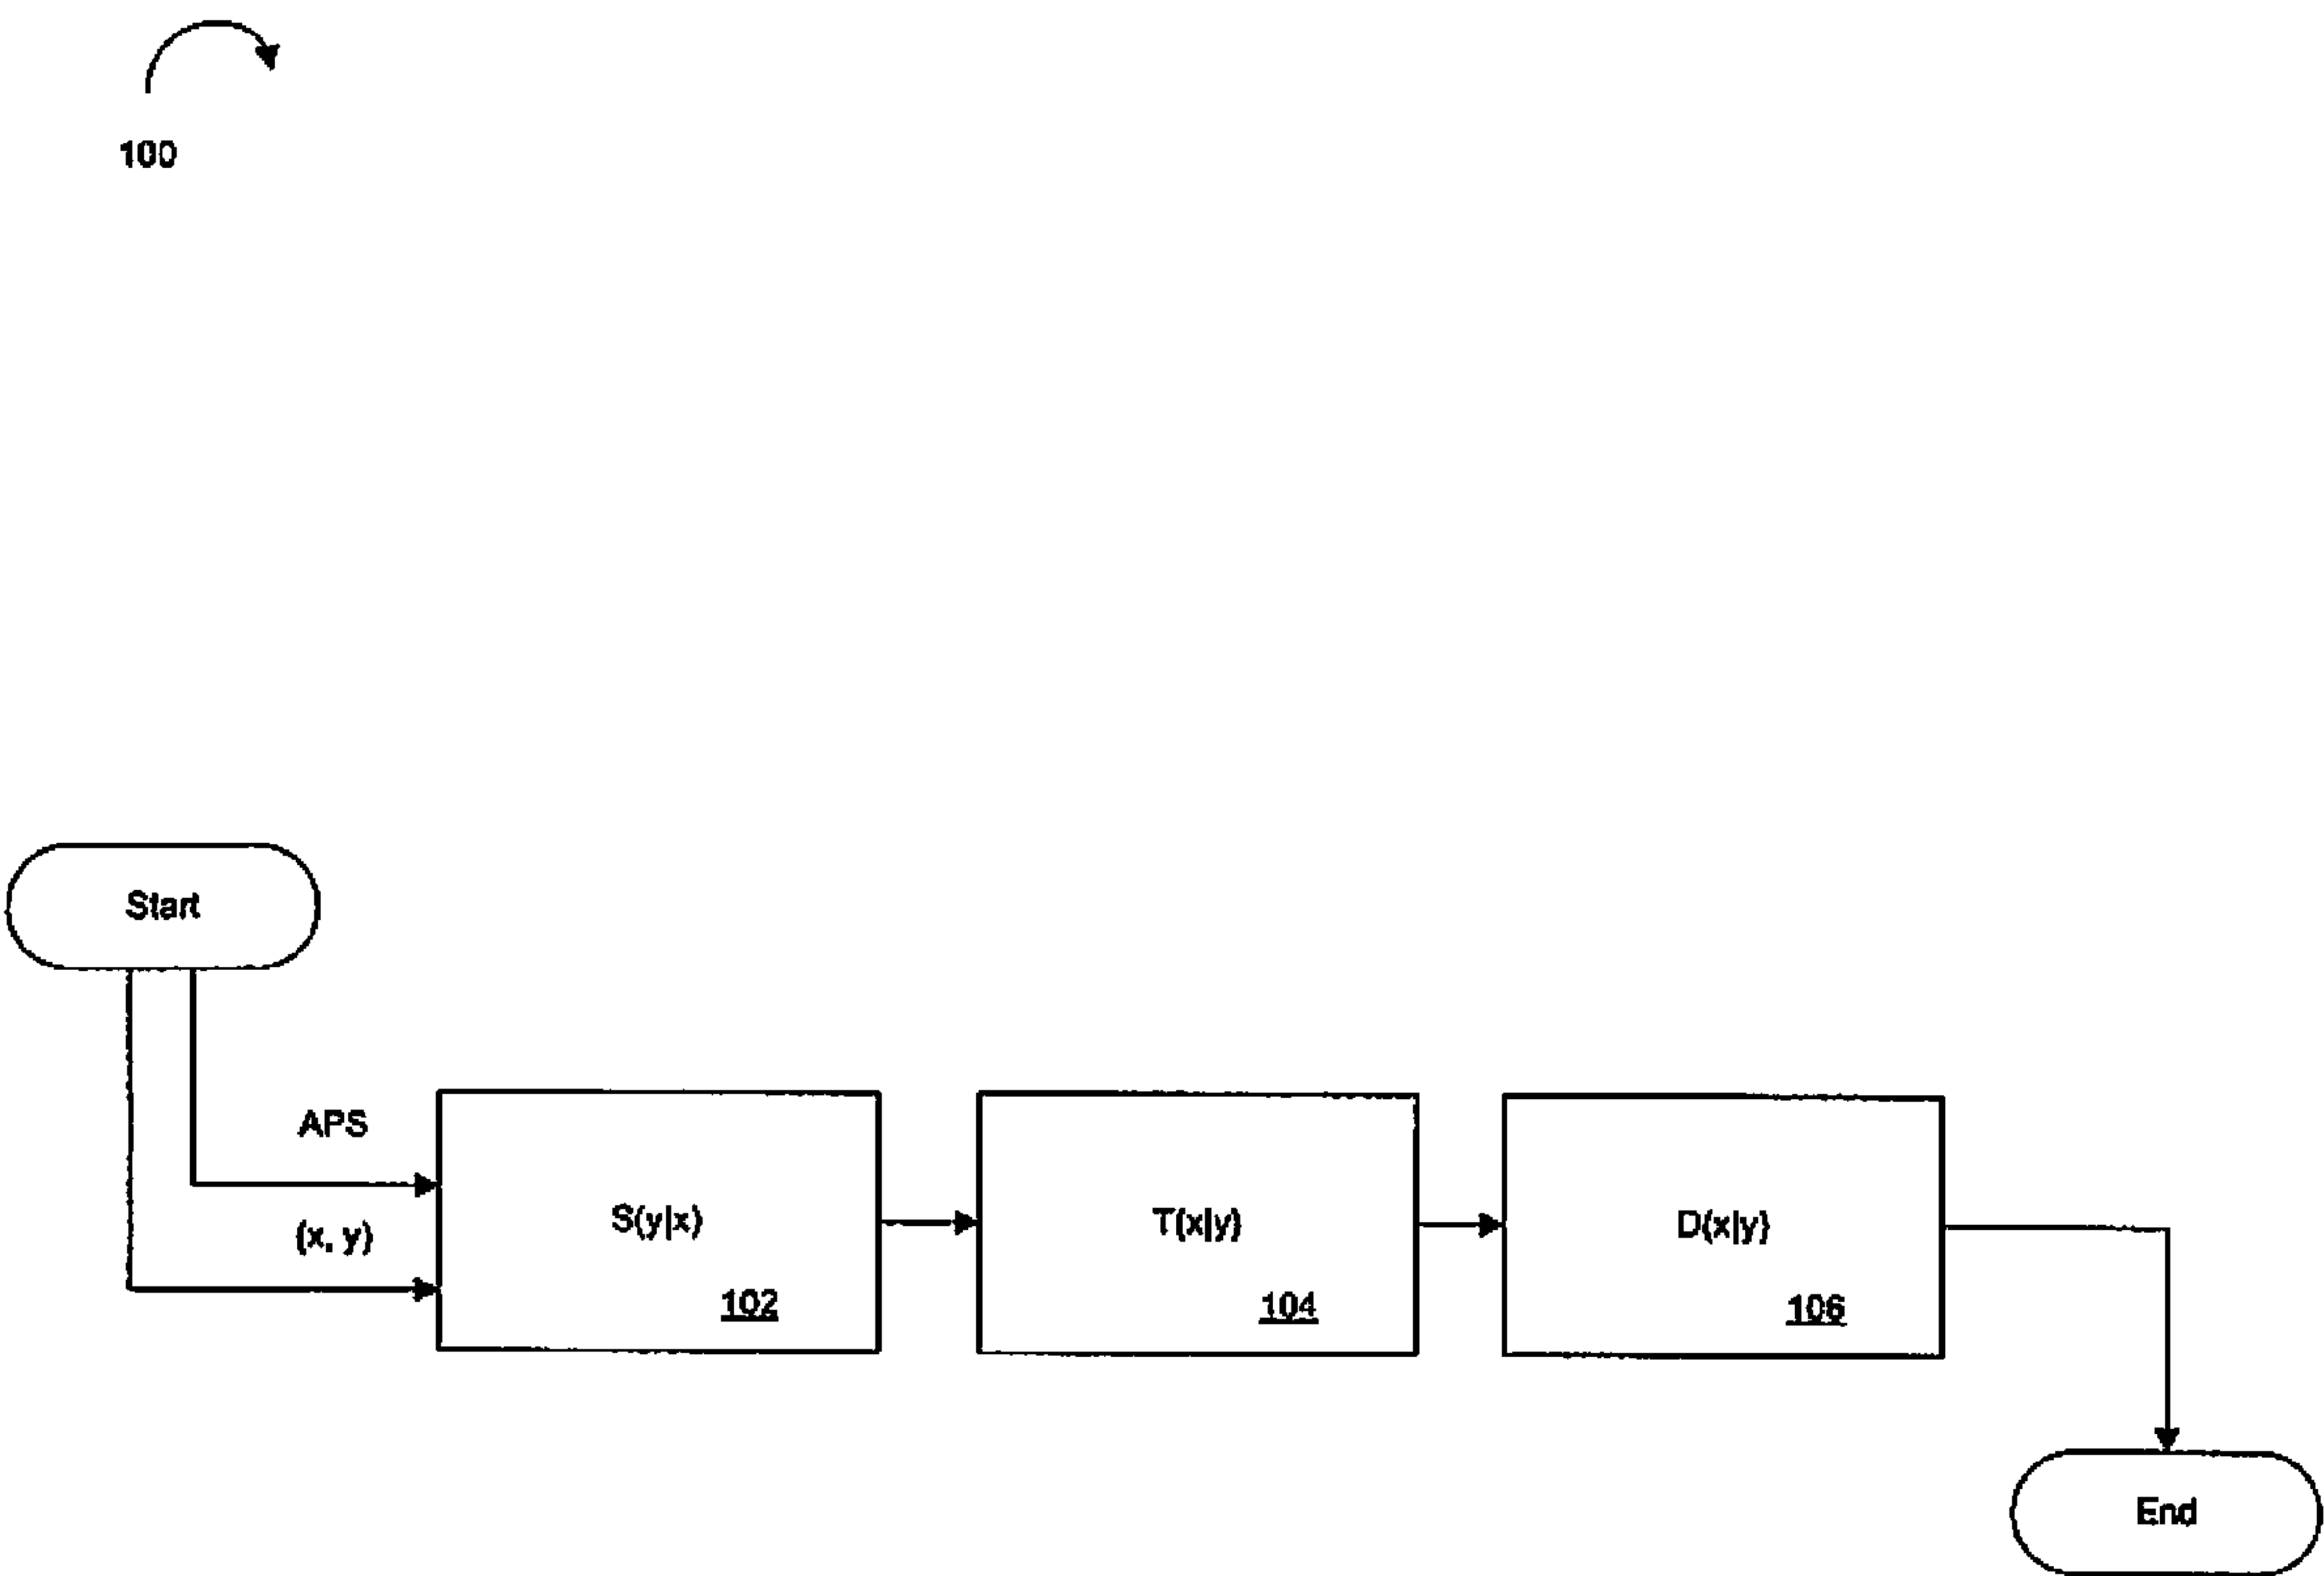 100
Start
APS
(x, y)
S(y|x)
102
T(x|y)
104
D(x|y)
106
End